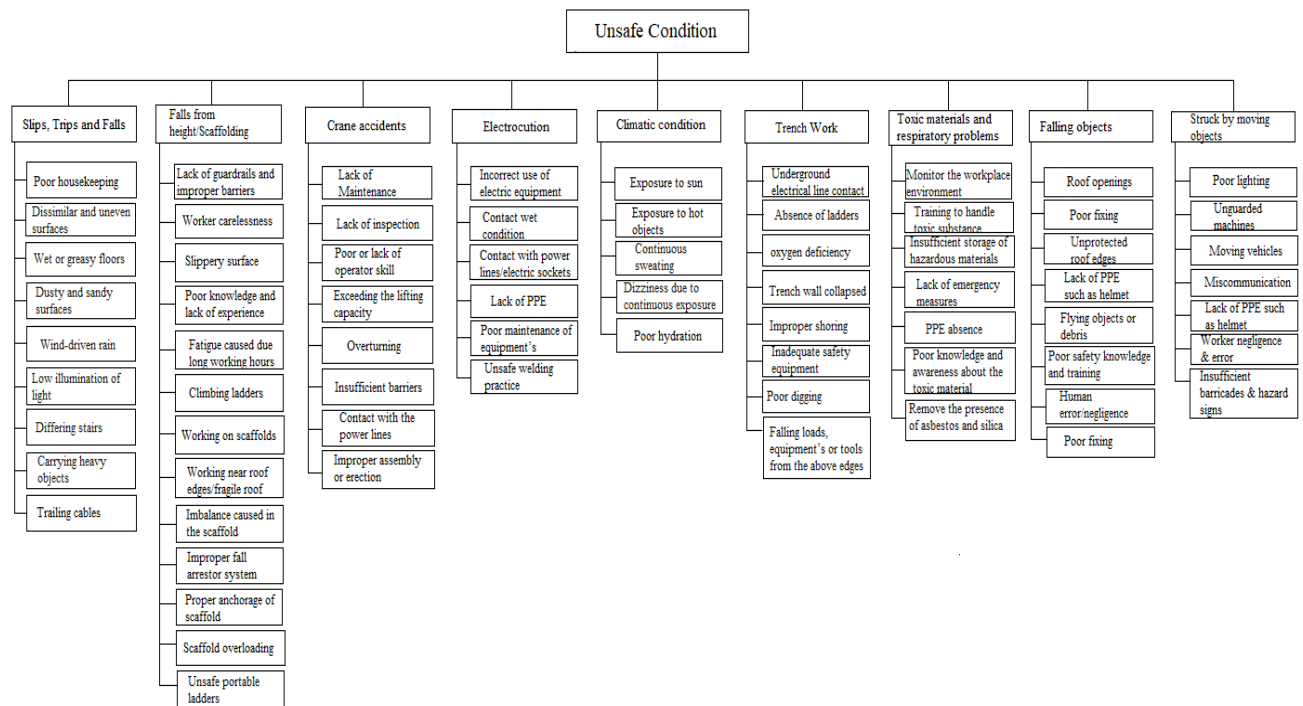 Unsafe Condition
Slips, Trips and Falls
Poor housekeeping
Dissimilar and uneven
surfaces
Wet or greasy floors
Dusty and sandy
surfaces
Wind-driven rain
Low illumination of
light
Differing stairs
Carrying heavy
objects
Trailing cables
Falls from
height/Scaffolding
Lack of guardrails and
improper barriers
Worker carelessness
Slippery surface
Poor knowledge and
lack of experience
Fatigue caused due
long working hours
Climbing ladders
Working on scaffolds
Working near roof
edges/fragile roof
Imbalance caused in
the scaffold
Improper fall
arrestor system
Proper anchorage of
scaffold
Scaffold overloading
Unsafe portable
ladders
Crane accidents
Lack of
Maintenance
Lack of inspection
Poor or lack of
operator skill
Exceeding the lifting
capacity
Overturning
Insufficient barriers
Contact with the
power lines
Improper assembly
or erection
Electrocution
Incorrect use of
electric equipment
Contact wet
condition
Contact with power
lines/electric sockets
Lack of PPE
Poor maintenance of
equipment's
Unsafe welding
practice
Climatic condition
Exposure to sun
Exposure to hot
objects
Continuous
sweating
Dizziness due to
continuous exposure
Poor hydration
Trench Work
Underground
electrical line contact
Absence of ladders
oxygen deficiency
Trench wall collapsed
Improper shoring
Inadequate safety
equipment
Poor digging
Falling loads,
equipment's or tools
from the above edges
Toxic materials and
respiratory problems
Monitor the workplace
environment
Training to handle
toxic substance
Insufficient storage of
hazardous materials
Lack of emergency
measures
PPE absence
Poor knowledge and
awareness about the
toxic material
Remove the presence
of asbestos and silica
Falling objects
Roof openings
Poor fixing
Unprotected
roof edges
Lack of PPE
such as helmet
Flying objects or
debris
Poor safety knowledge
and training
Human
error/negligence
Poor fixing
Struck by moving
objects
Poor lighting
Unguarded
machines
Moving vehicles
Miscommunication
Lack of PPE such
as helmet
Worker negligence
& error
Insufficient
barricades & hazard
signs